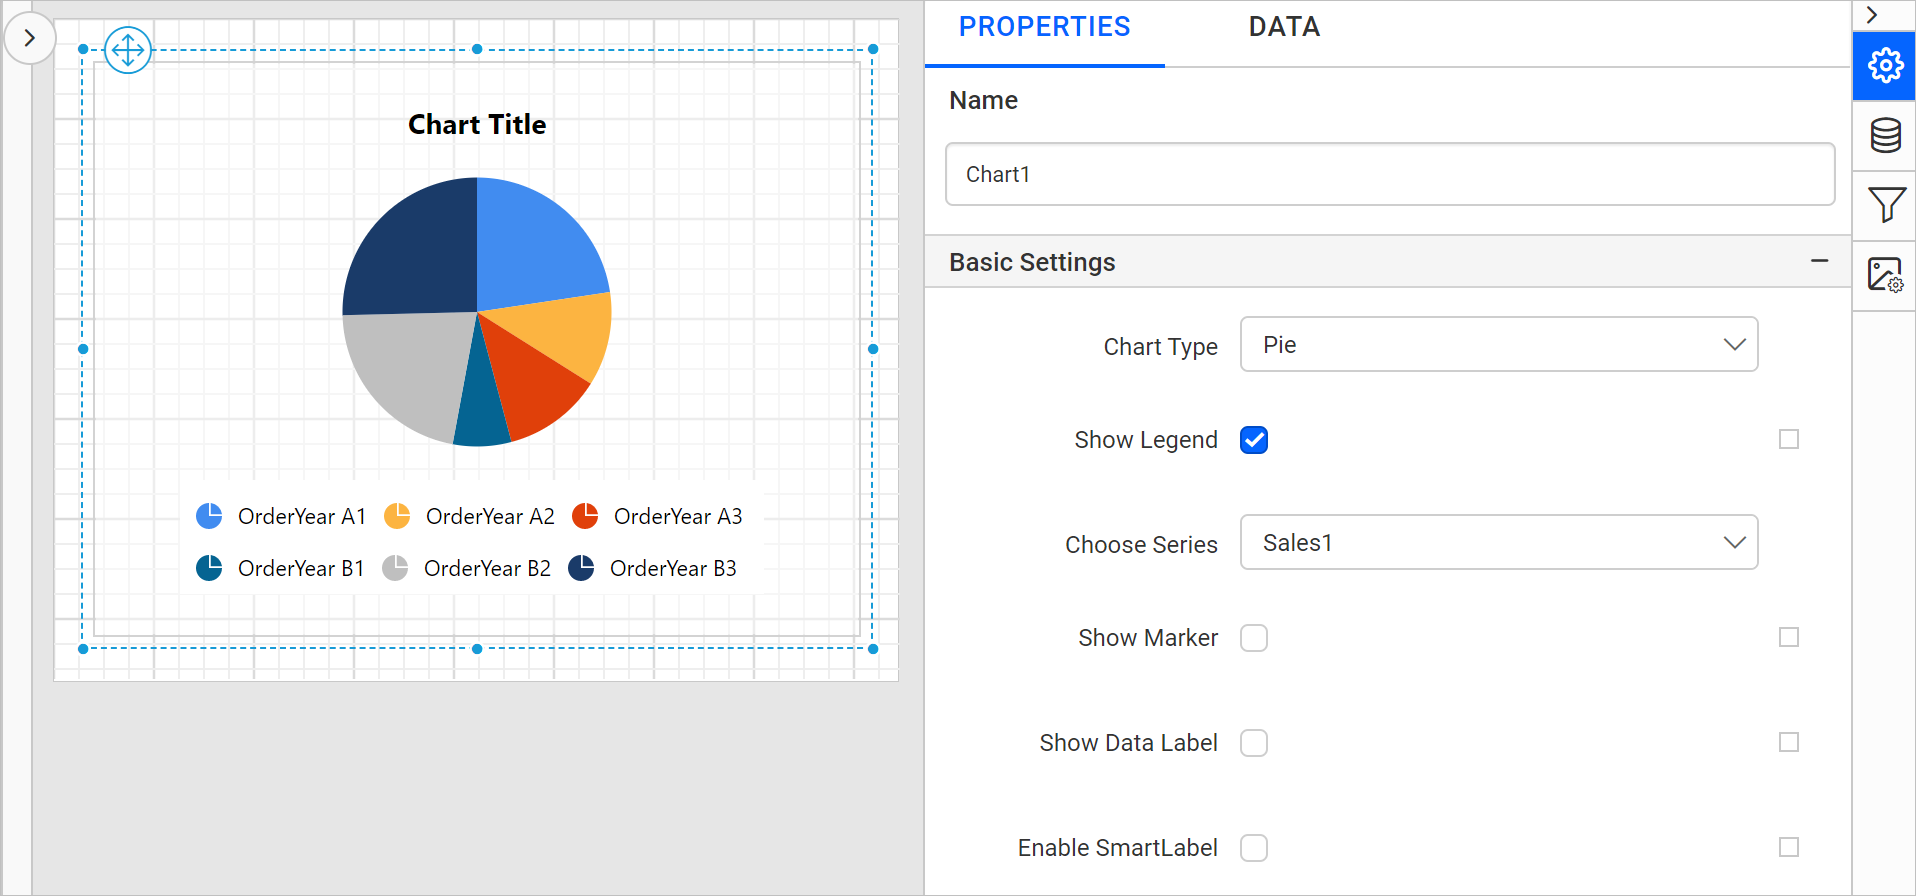 Chart Title
OrderYear A1 OrderYear A2 OrderYear A3
OrderYear B1 OrderYear B2 OrderYear B3
PROPERTIES DATA
Name
Chart1
Basic Settings
Chart Type Pie
Show Legend
Choose Series Sales1
Show Marker
Show Data Label
Enable SmartLabel